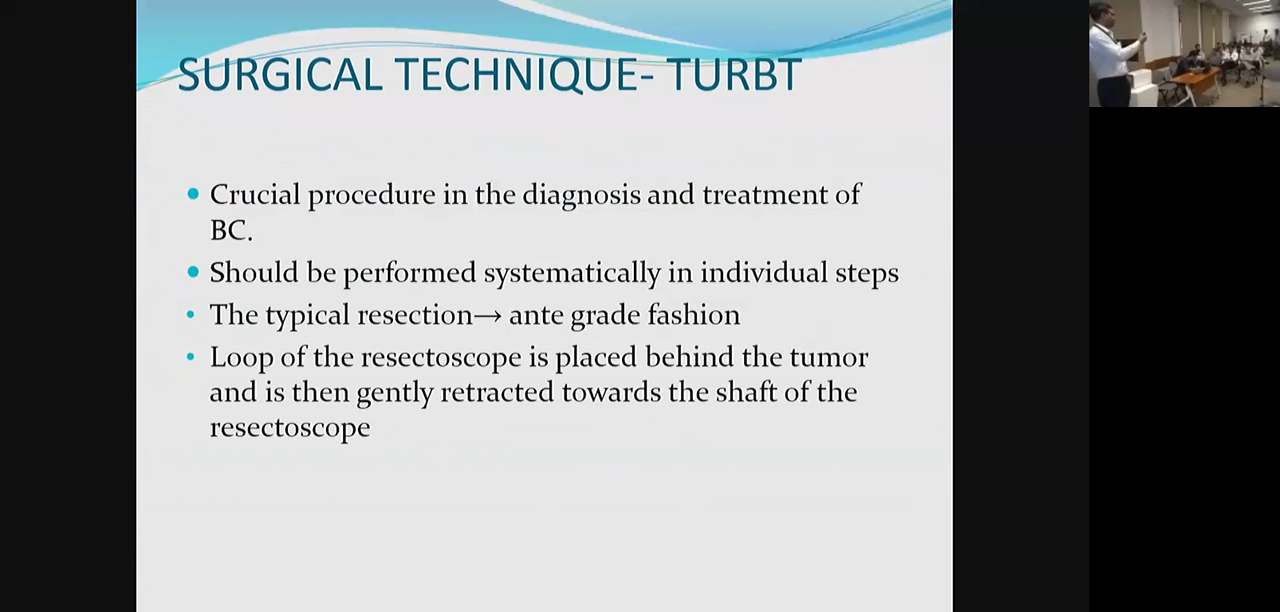 SURGICAL TECHNIQUE- TURBT
Crucial procedure in the diagnosis and treatment of
BC.
Should be performed systematically in individual steps
The typical resection→ ante grade fashion
Loop of the resectoscope is placed behind the tumor
and is then gently retracted towards the shaft of the
resectoscope